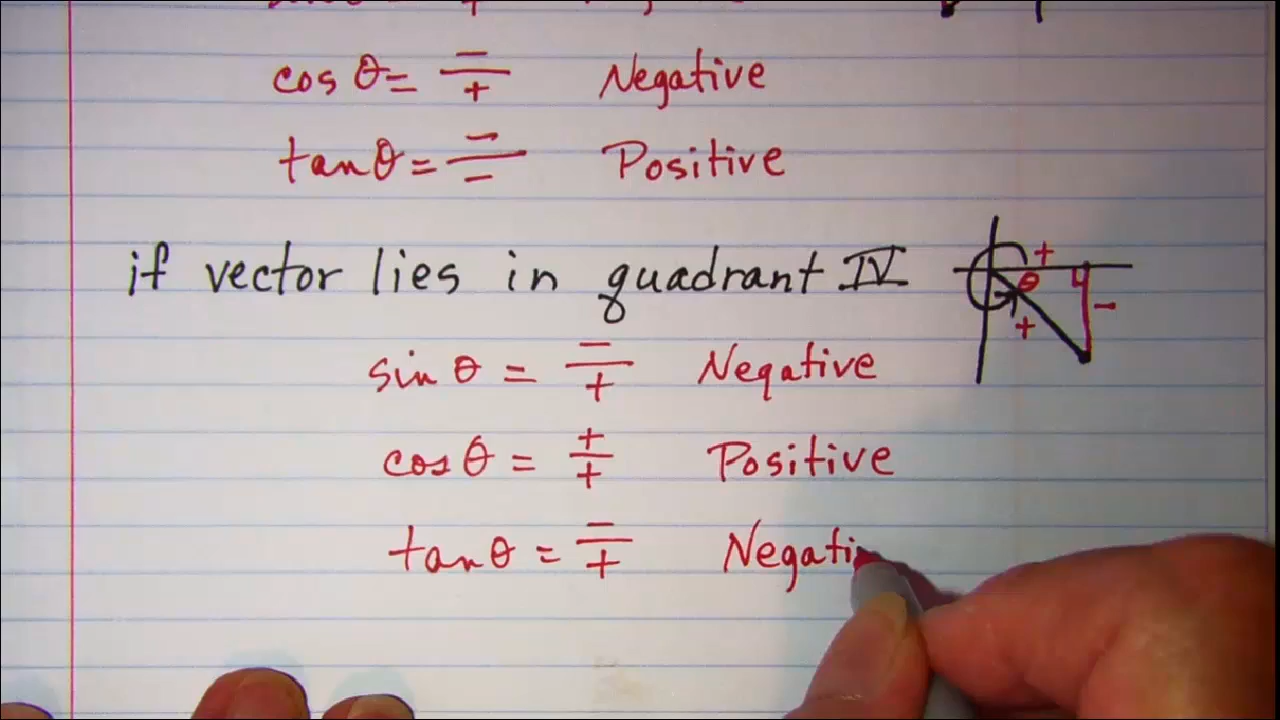 cos θ = −/+ Negative
tan θ = −/− Positive
if vector lies in quadrant IV
+
θ
−
+
sin θ = −/+ Negative
cos θ = +/+ Positive
tan θ = −/+ Negati